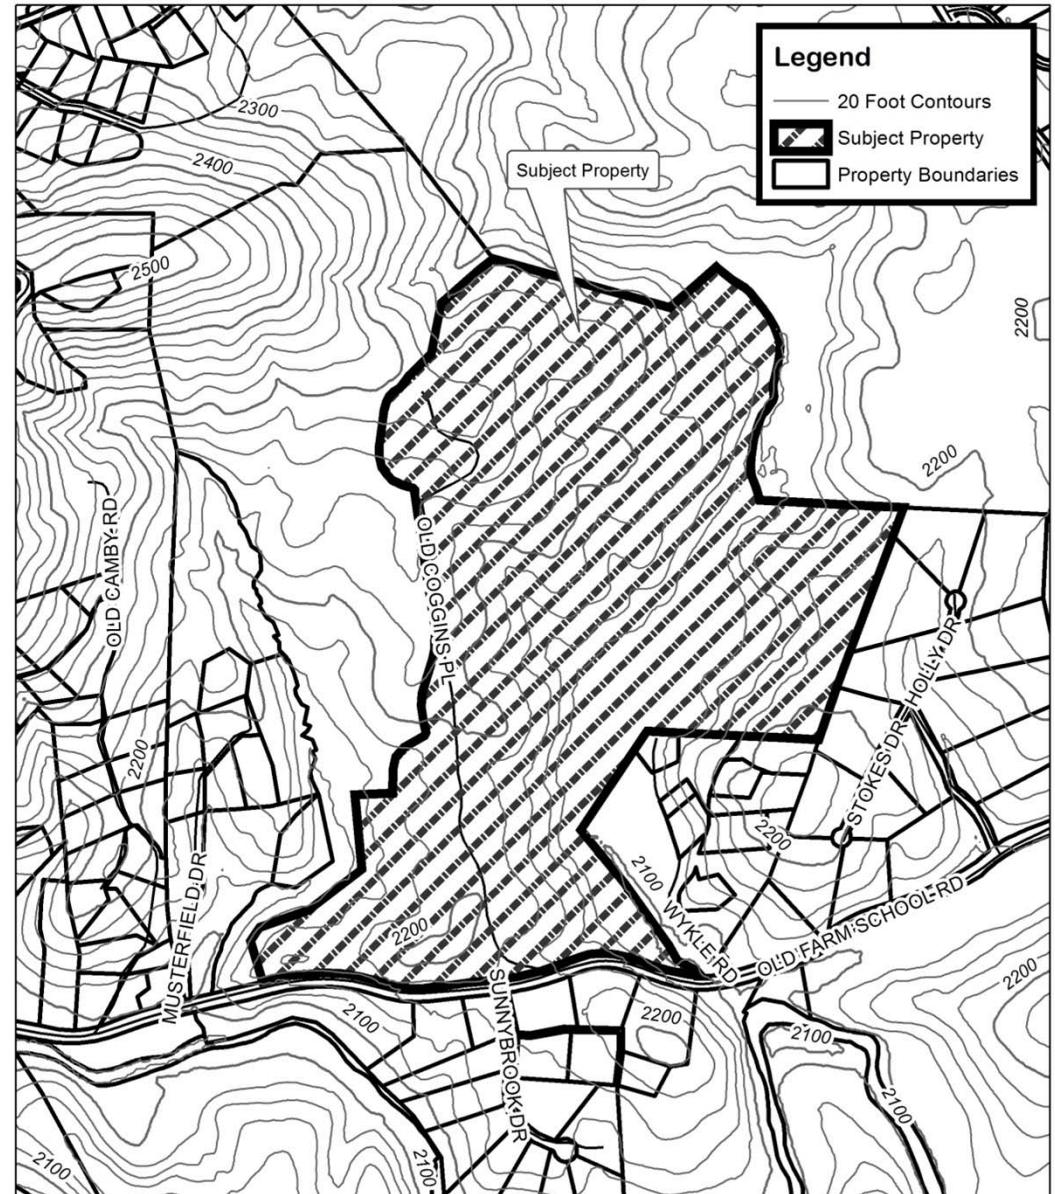 Legend
20 Foot Contours
Subject Property
Property Boundaries
2300
2400
Subject Property
2500
2200
2200
OLD CAMBY RD
OLD COGGINS PL
HOLLY DR
STOKES DR
2200
2200
2100
MUSTERFIELD DR
WYKLE RD
OLD FARM SCHOOL RD
2200
2200
SUNNYBROOK DR
2100
2200
2100
2100
2100
2100